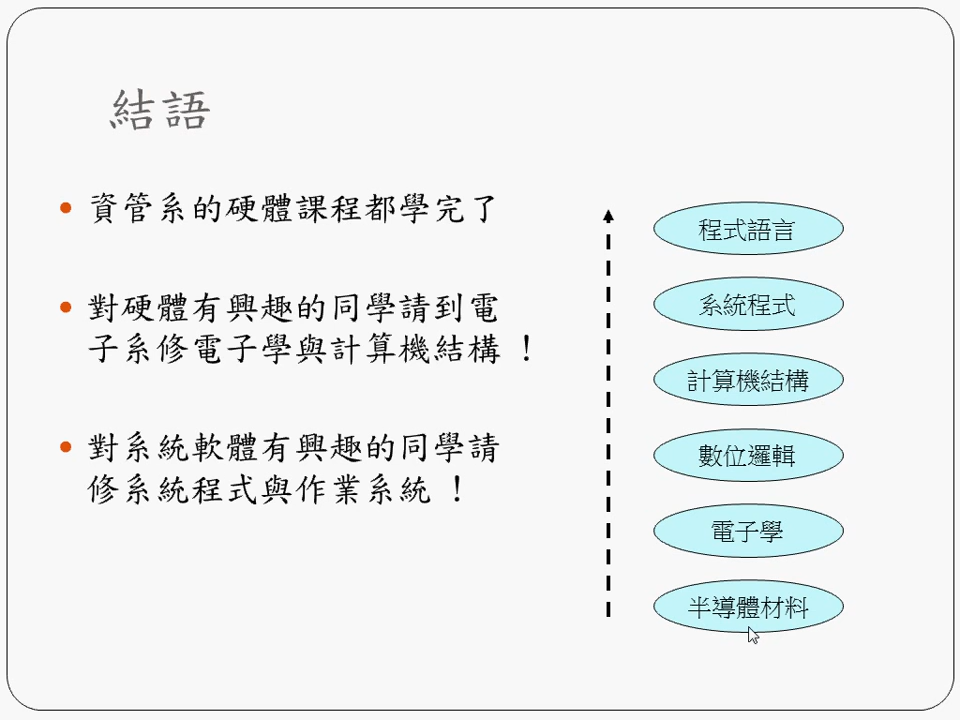 結語
資管系的硬體課程都學完了
對硬體有興趣的同學請到電
子系修電子學與計算機結構 ！
對系統軟體有興趣的同學請
修系統程式與作業系統 ！
程式語言
系統程式
計算機結構
數位邏輯
電子學
半導體材料